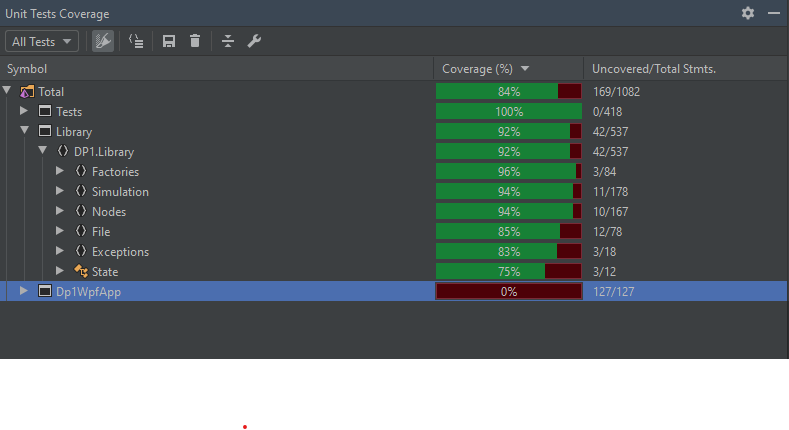 Unit Tests Coverage
All Tests
Symbol Coverage (%) Uncovered/Total Stmts.
Total 84% 169/1082
Tests 100% 0/418
Library 92% 42/537
DP1.Library 92% 42/537
Factories 96% 3/84
Simulation 94% 11/178
Nodes 94% 10/167
File 85% 12/78
Exceptions 83% 3/18
State 75% 3/12
Dp1WpfApp 0% 127/127